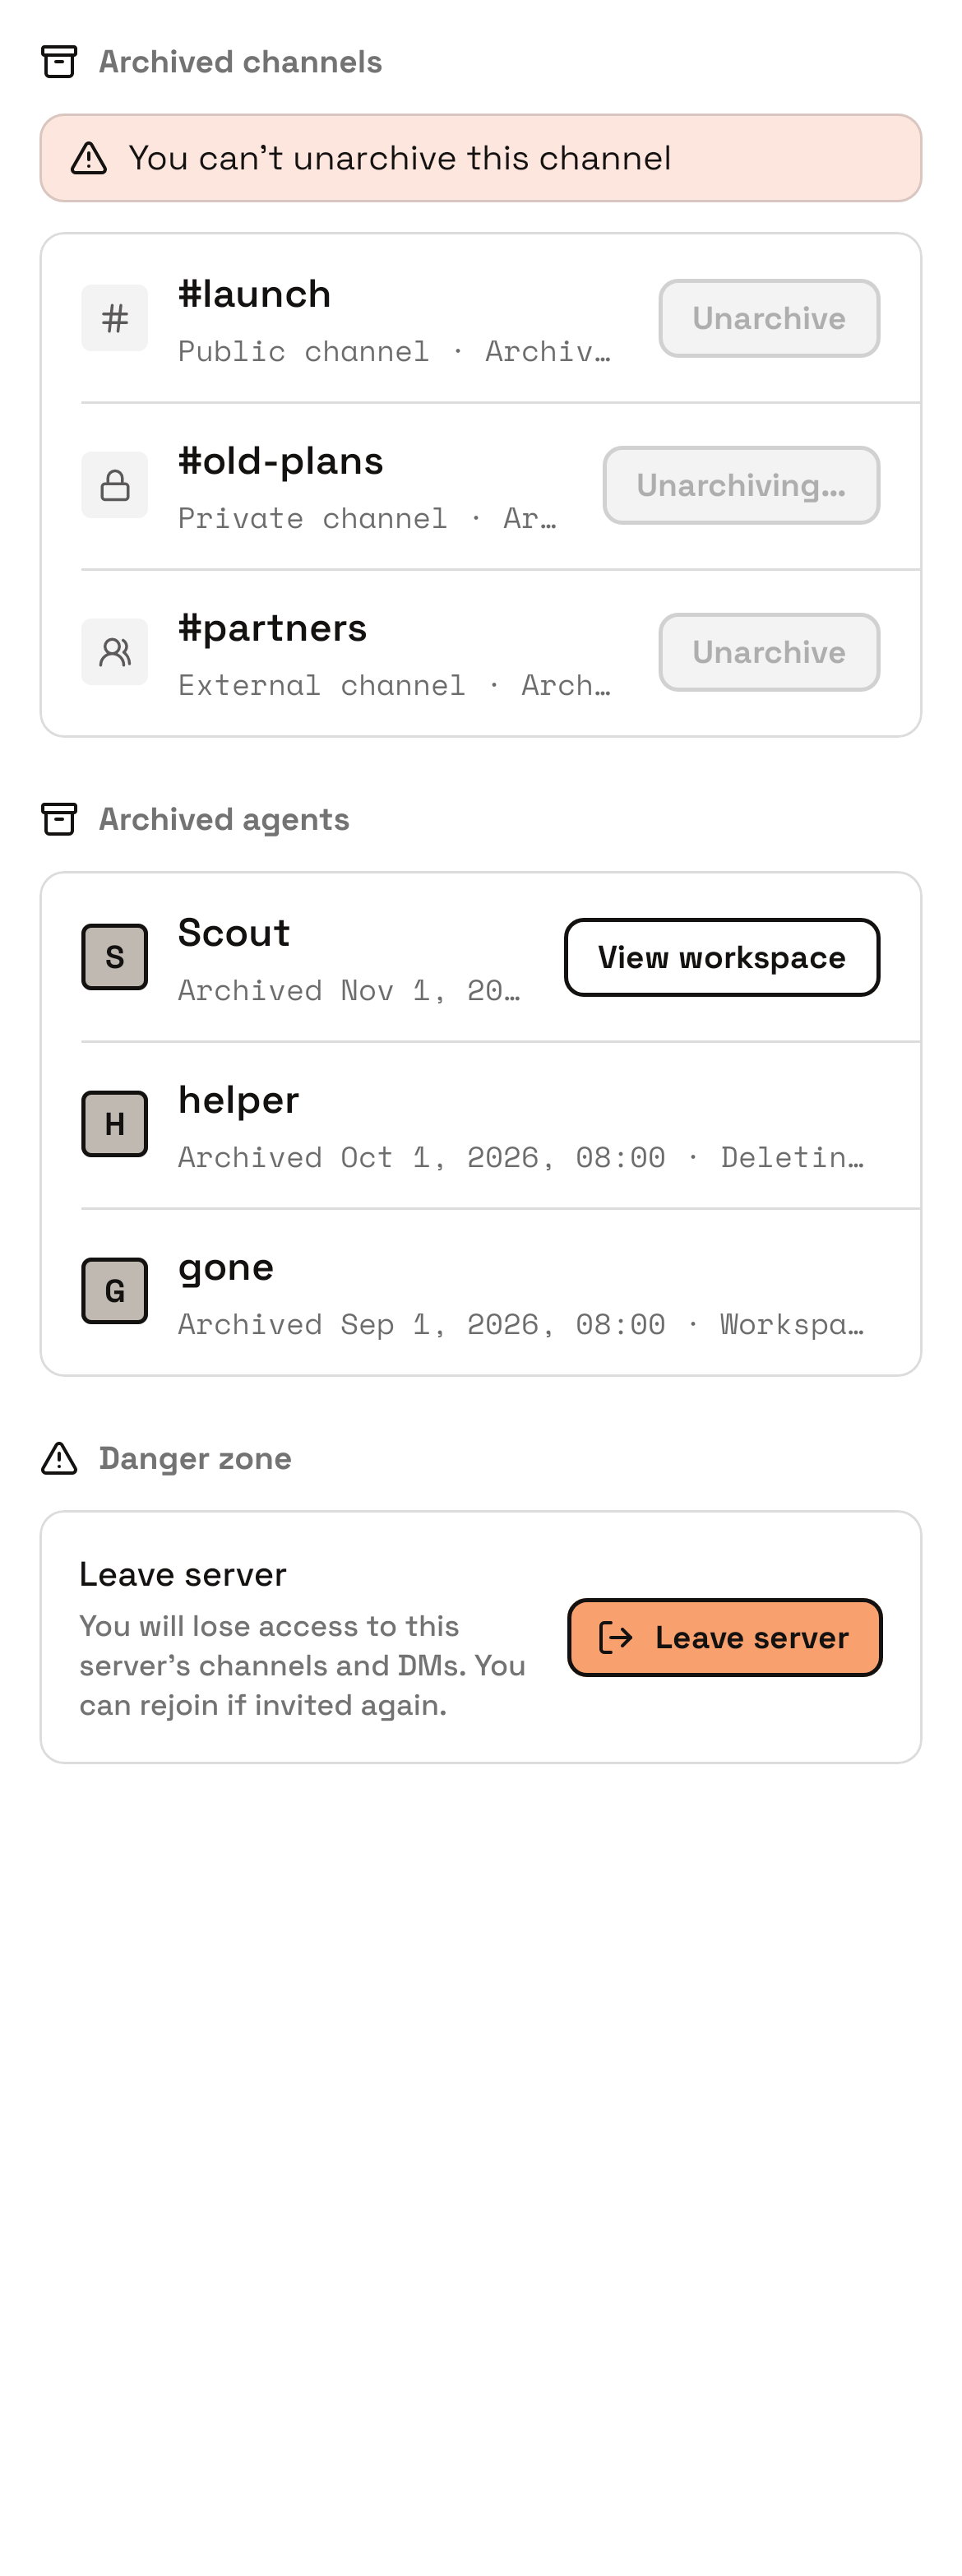 Archived channels
You can't unarchive this channel
#launch
Public channel · Archiv…
Unarchive
#old-plans
Private channel · Ar…
Unarchiving…
#partners
External channel · Arch…
Unarchive
Archived agents
S
Scout
Archived Nov 1, 20…
View workspace
H
helper
Archived Oct 1, 2026, 08:00 · Deletin…
G
gone
Archived Sep 1, 2026, 08:00 · Workspa…
Danger zone
Leave server
You will lose access to this
server's channels and DMs. You
can rejoin if invited again.
Leave server